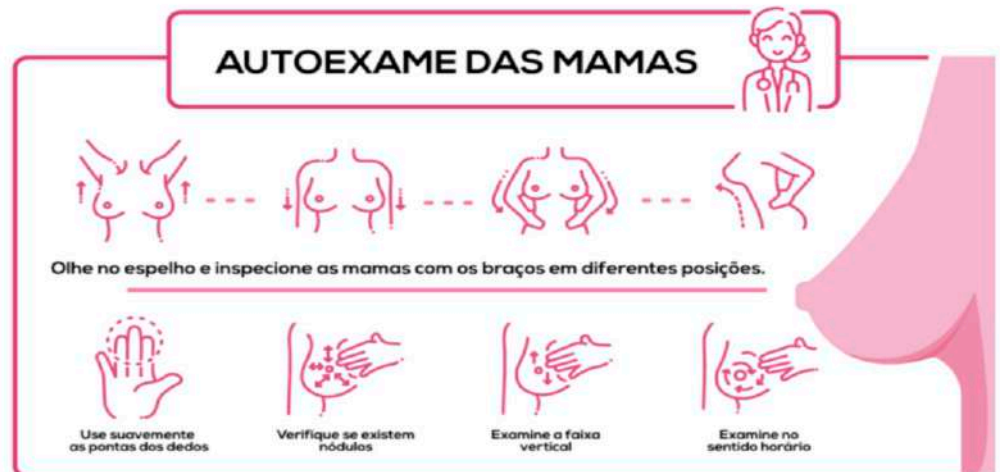 AUTOEXAME DAS MAMAS
Olhe no espelho e inspecione as mamas com os braços em diferentes posições.
Use suavemente
as pontas dos dedos
Verifique se existem
nódulos
Examine a faixa
vertical
Examine no
sentido horário